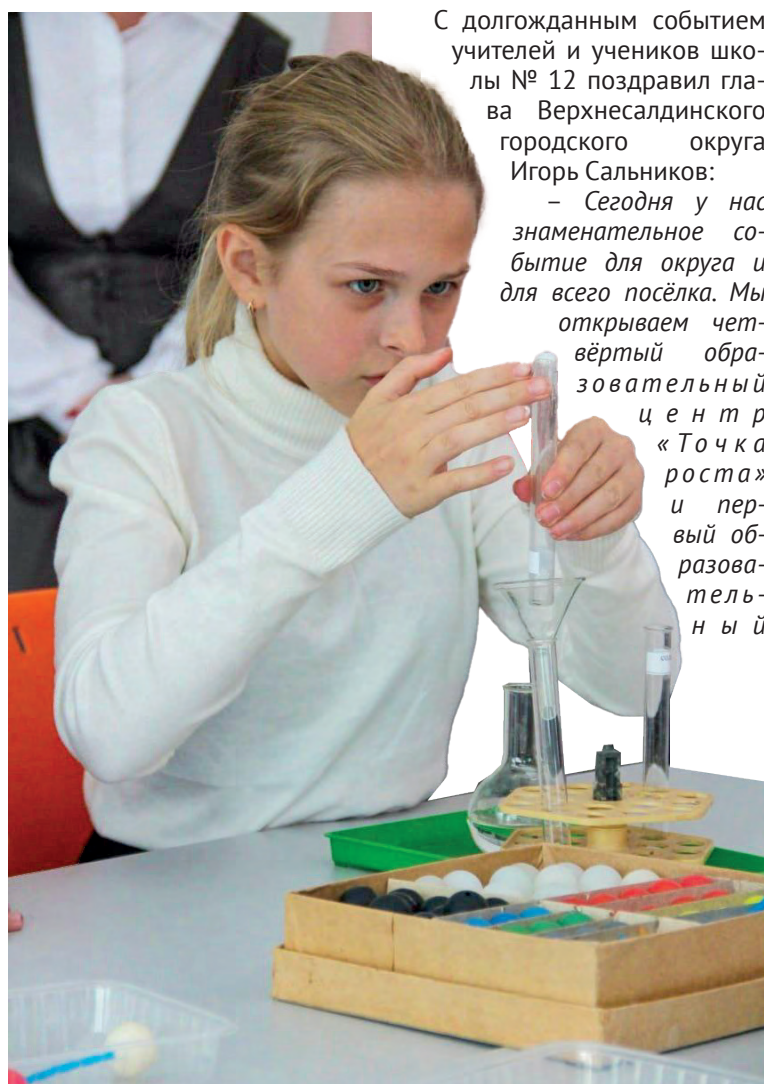 С долгожданным событием
учителей и учеников шко-
лы № 12 поздравил гла-
ва Верхнесалдинского
городского округа
Игорь Сальников:
– Сегодня у нас
знаменательное со-
бытие для округа и
для всего посёлка. Мы
открываем чет-
вёртый обра-
зовательный
центр
«Точка
роста»
и пер-
вый об-
разова-
тель-
ный